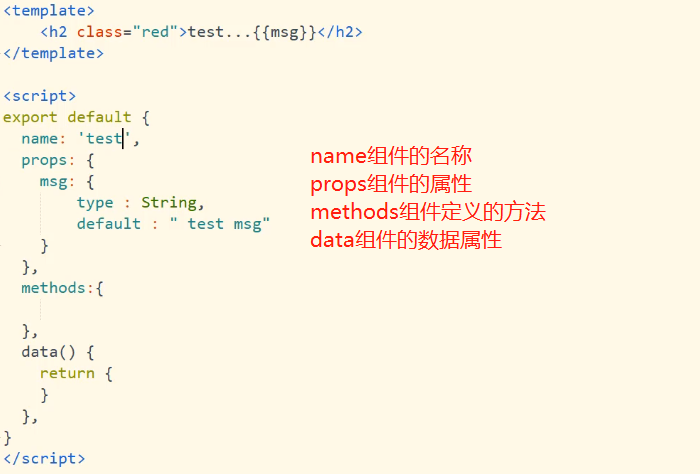 <template>
    <h2 class="red">test...{{msg}}</h2>
</template>

<script>
export default {
  name: 'test',
  props: {
    msg: {
        type : String,
        default : " test msg"
    }
  },
  methods:{

  },
  data() {
    return {
    }
  },
}
</script>
name组件的名称
props组件的属性
methods组件定义的方法
data组件的数据属性